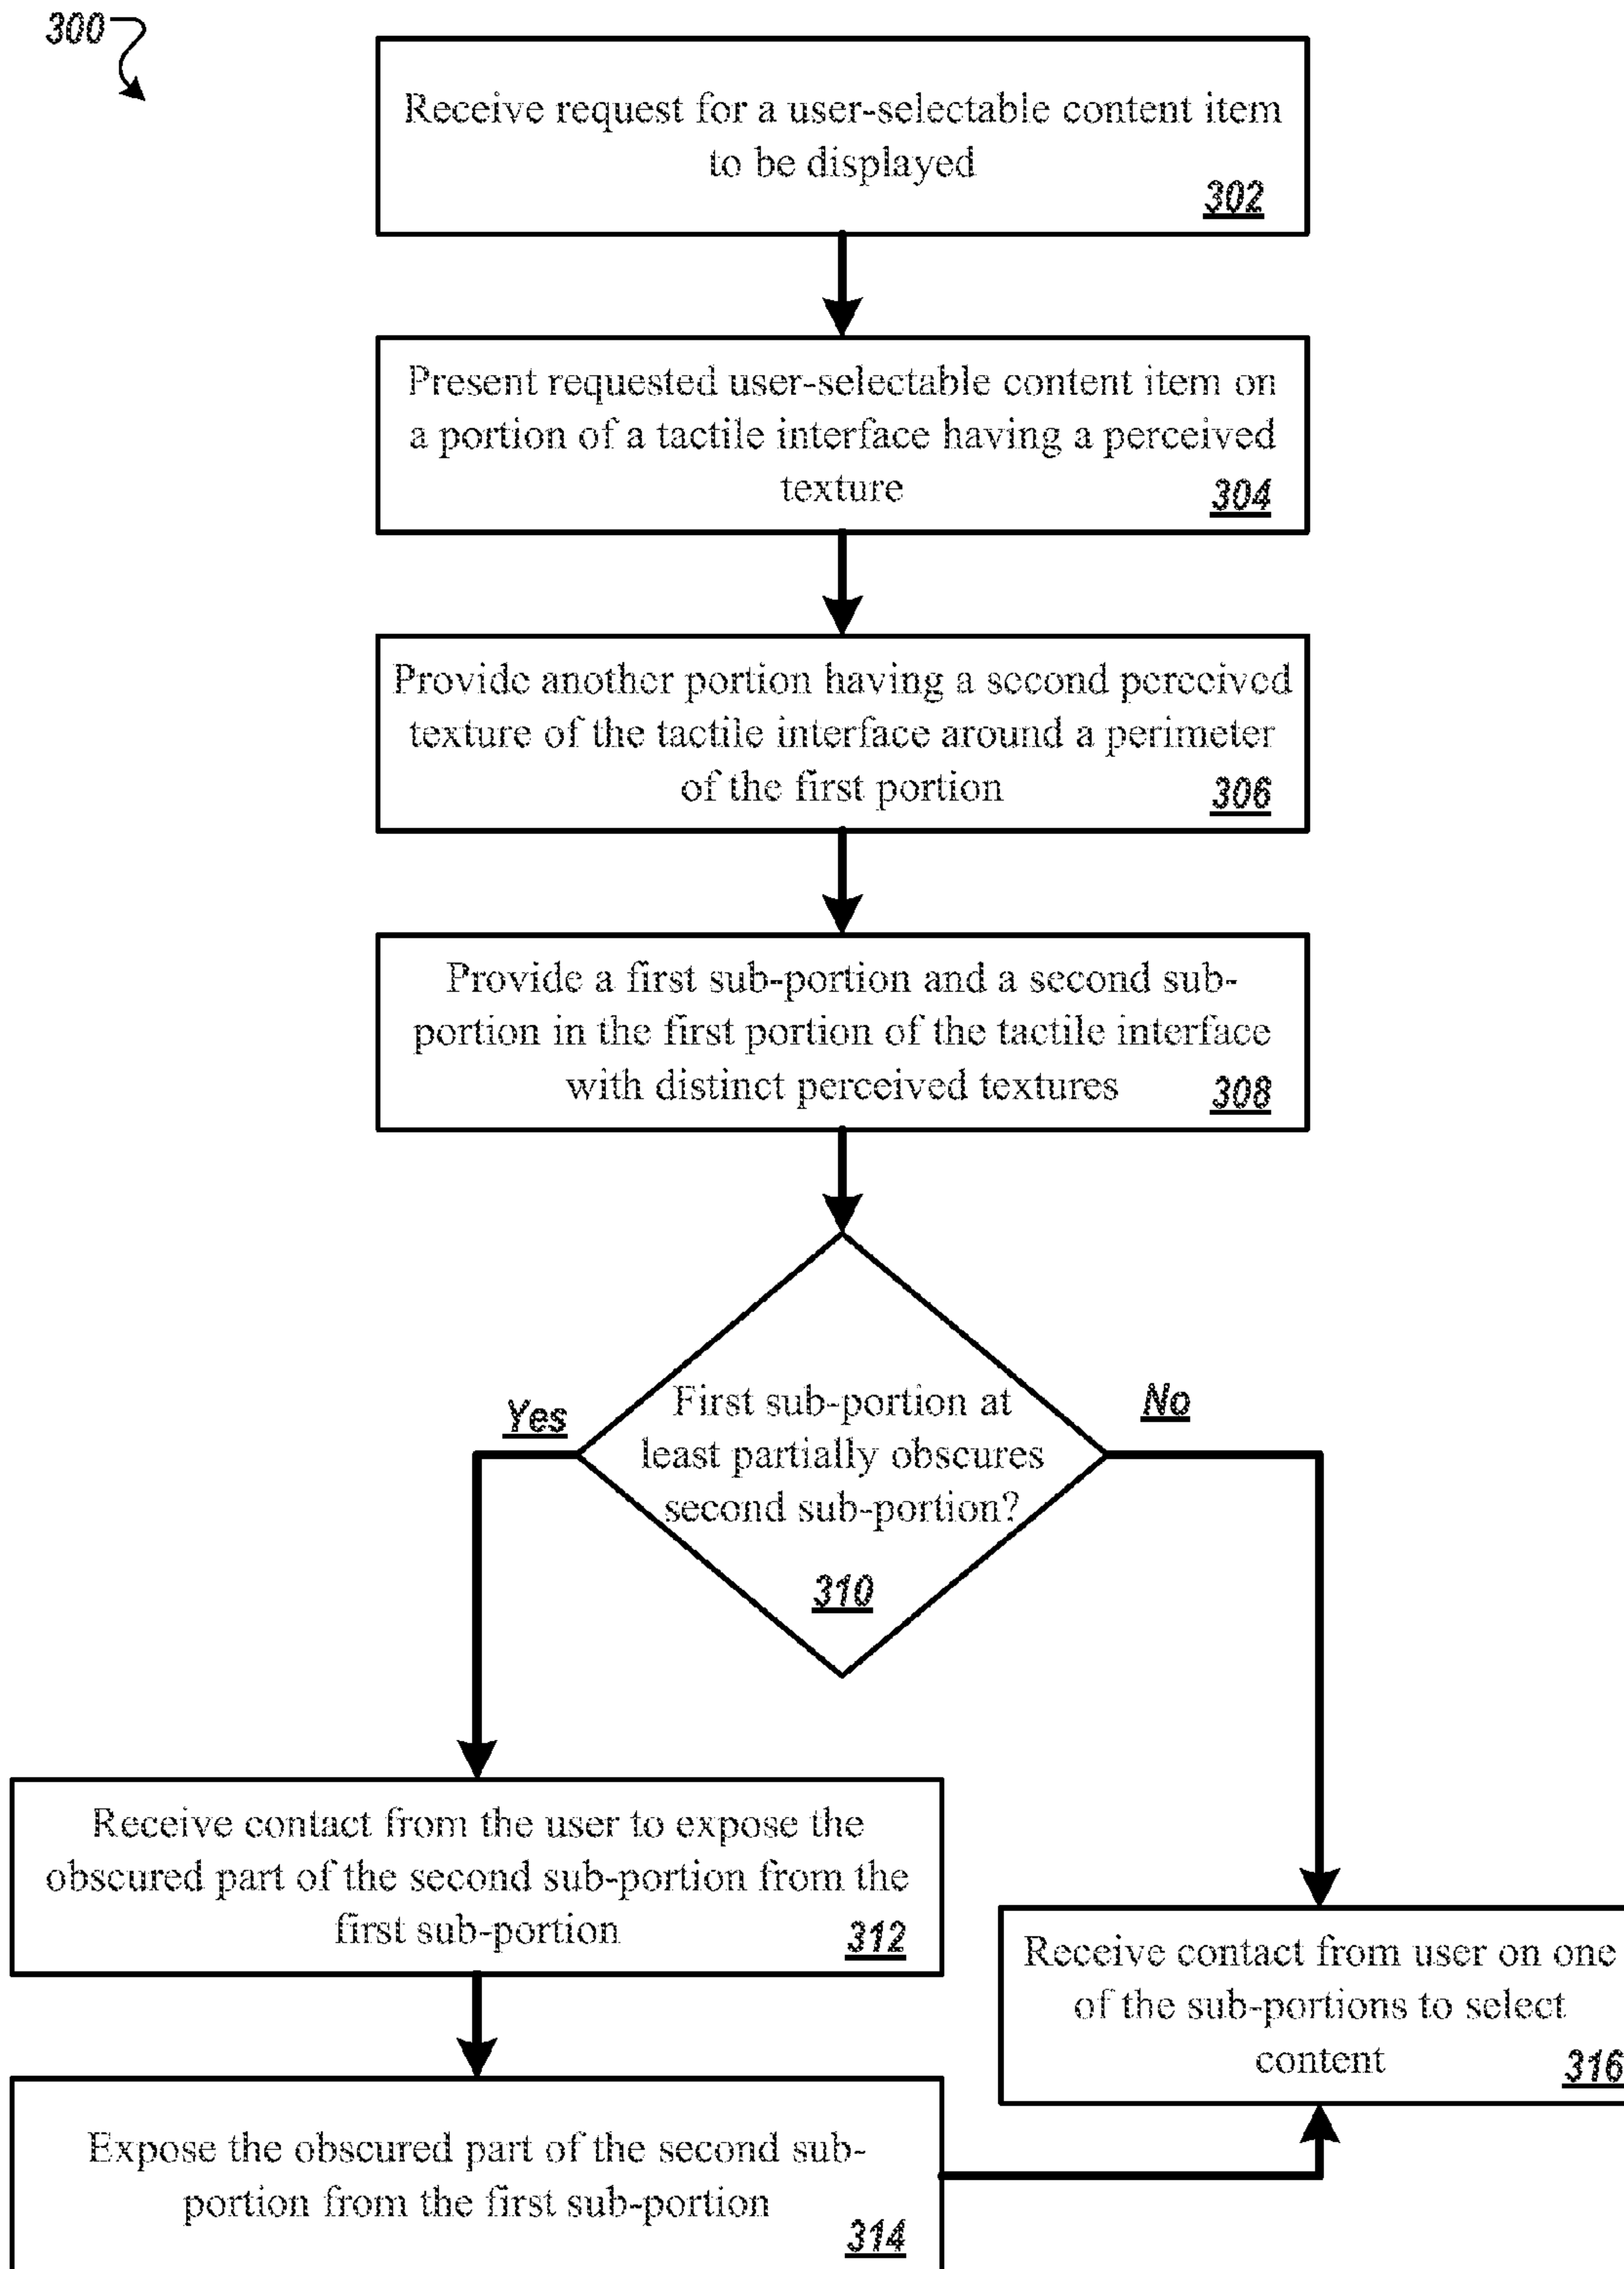 300
Receive request for a user-selectable content item
to be displayed
302
Present requested user-selectable content item on
a portion of a tactile interface having a perceived
texture
304
Provide another portion having a second perceived
texture of the tactile interface around a perimeter
of the first portion
306
Provide a first sub-portion and a second sub-
portion in the first portion of the tactile interface
with distinct perceived textures
308
First sub-portion at
least partially obscures
second sub-portion?
310
Yes
No
Receive contact from the user to expose the
obscured part of the second sub-portion from the
first sub-portion
312
Expose the obscured part of the second sub-
portion from the first sub-portion
314
Receive contact from user on one
of the sub-portions to select
content
316